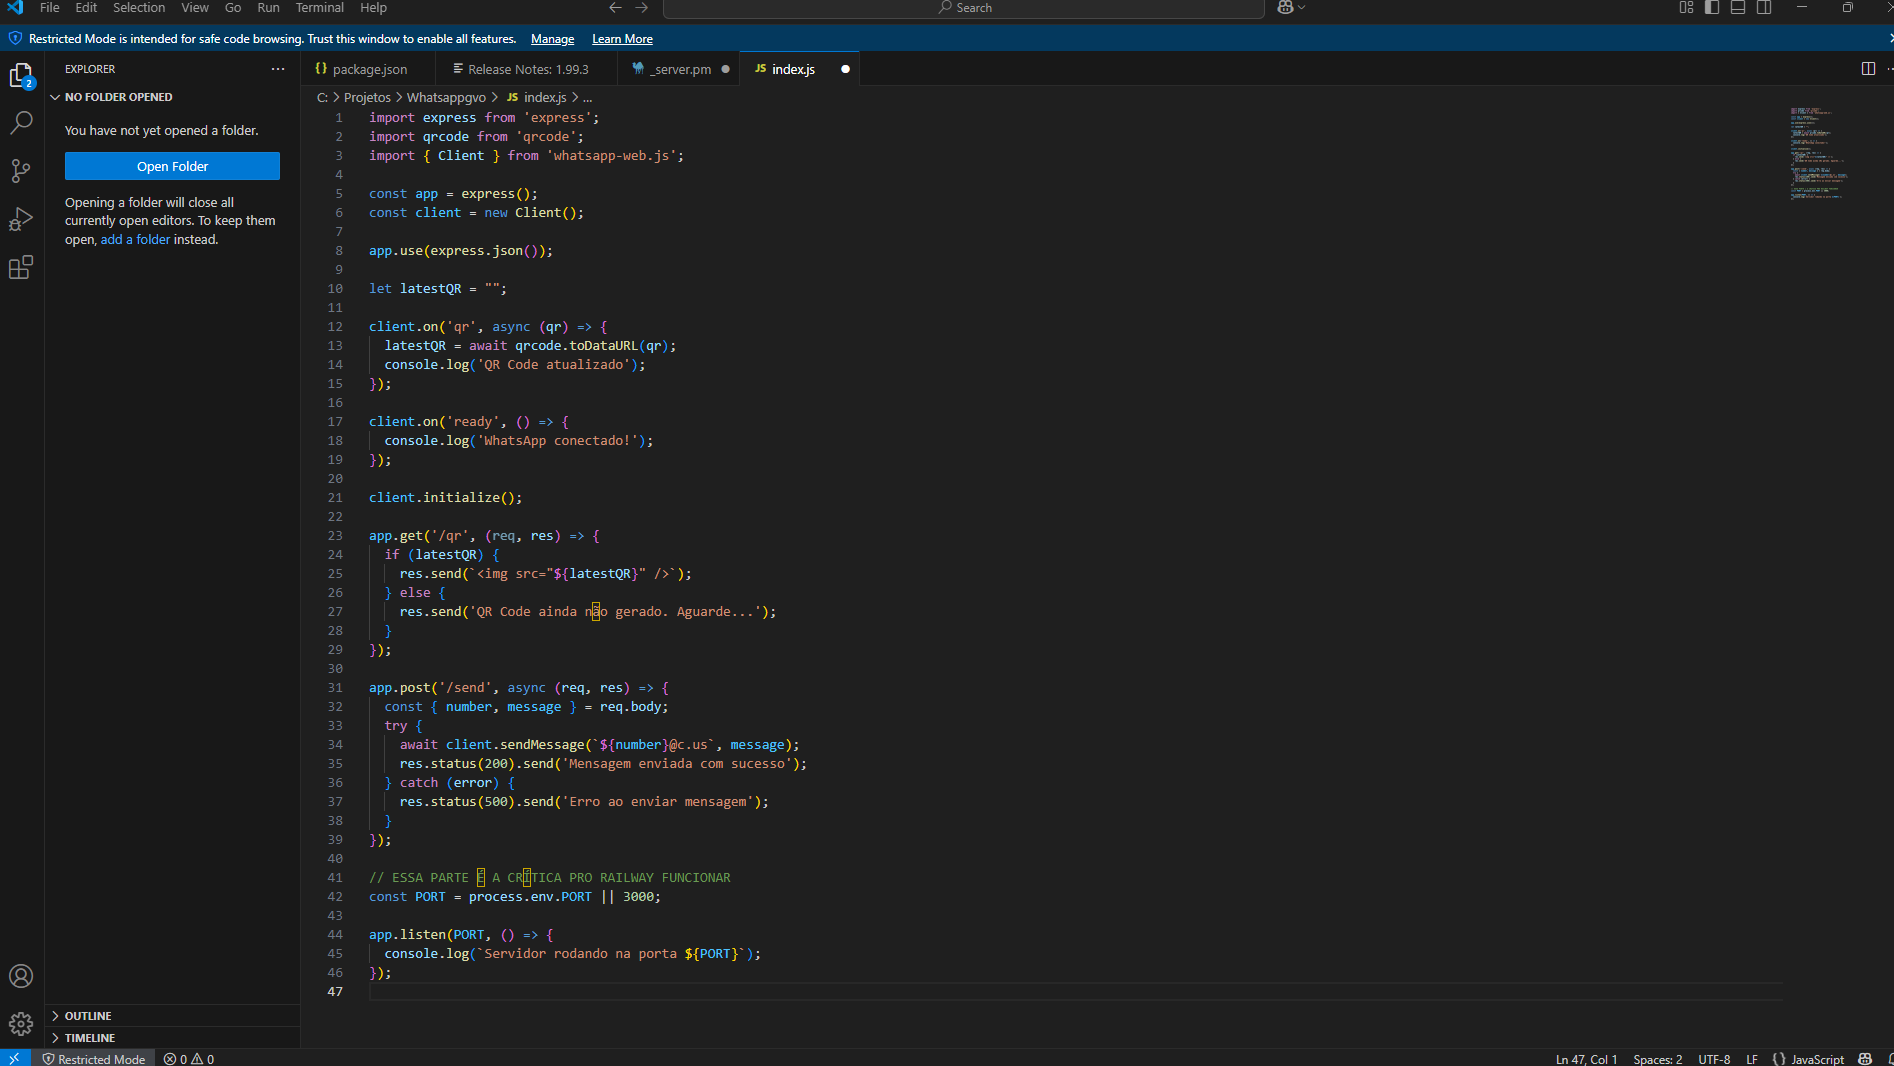 File Edit Selection View Go Run Terminal Help Search
Restricted Mode is intended for safe code browsing. Trust this window to enable all features. Manage Learn More
EXPLORER
NO FOLDER OPENED
You have not yet opened a folder.
Open Folder
Opening a folder will close all
currently open editors. To keep them
open, add a folder instead.
2
{} package.json
Release Notes: 1.99.3
_server.pm
JS index.js
C: > Projetos > Whatsappgvo > JS index.js > ...
1 import express from 'express';
2 import qrcode from 'qrcode';
3 import { Client } from 'whatsapp-web.js';
4
5 const app = express();
6 const client = new Client();
7
8 app.use(express.json());
9
10 let latestQR = "";
11
12 client.on('qr', async (qr) => {
13 latestQR = await qrcode.toDataURL(qr);
14 console.log('QR Code atualizado');
15 });
16
17 client.on('ready', () => {
18 console.log('WhatsApp conectado!');
19 });
20
21 client.initialize();
22
23 app.get('/qr', (req, res) => {
24 if (latestQR) {
25 res.send(`<img src="${latestQR}" />`);
26 } else {
27 res.send('QR Code ainda não gerado. Aguarde...');
28 }
29 });
30
31 app.post('/send', async (req, res) => {
32 const { number, message } = req.body;
33 try {
34 await client.sendMessage(`${number}@c.us`, message);
35 res.status(200).send('Mensagem enviada com sucesso');
36 } catch (error) {
37 res.status(500).send('Erro ao enviar mensagem');
38 }
39 });
40
41 // ESSA PARTE É A CRÍTICA PRO RAILWAY FUNCIONAR
42 const PORT = process.env.PORT || 3000;
43
44 app.listen(PORT, () => {
45 console.log(`Servidor rodando na porta ${PORT}`);
46 });
47
OUTLINE
TIMELINE
Restricted Mode 0 0 Ln 47, Col 1 Spaces: 2 UTF-8 LF {} JavaScript